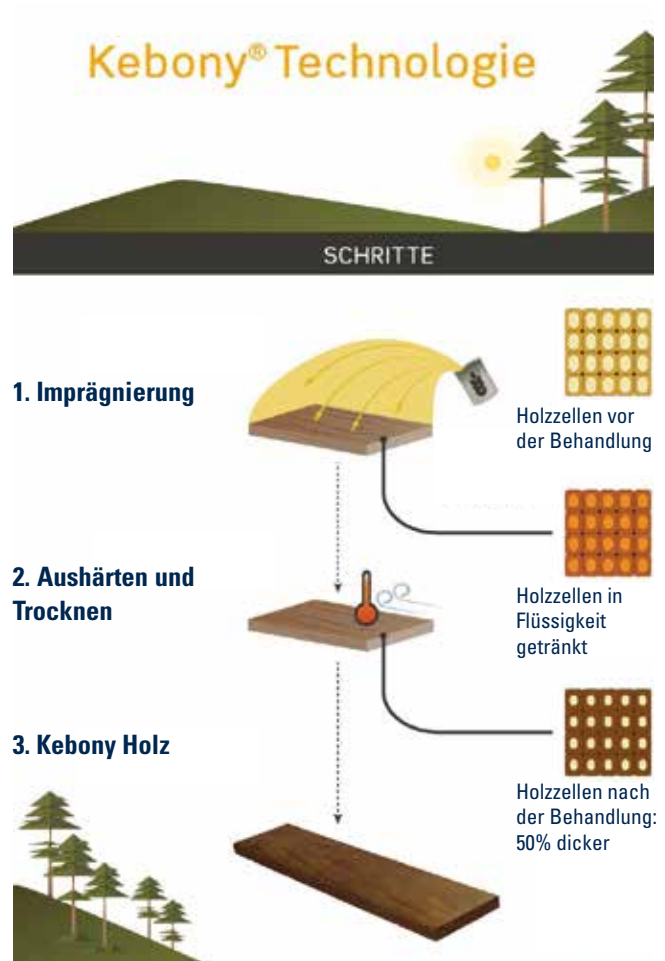 Kebony® Technologie
SCHRITTE
1. Imprägnierung
Holzzellen vor
der Behandlung
2. Aushärten und
Trocknen
Holzzellen in
Flüssigkeit
getränkt
3. Kebony Holz
Holzzellen nach
der Behandlung:
50% dicker